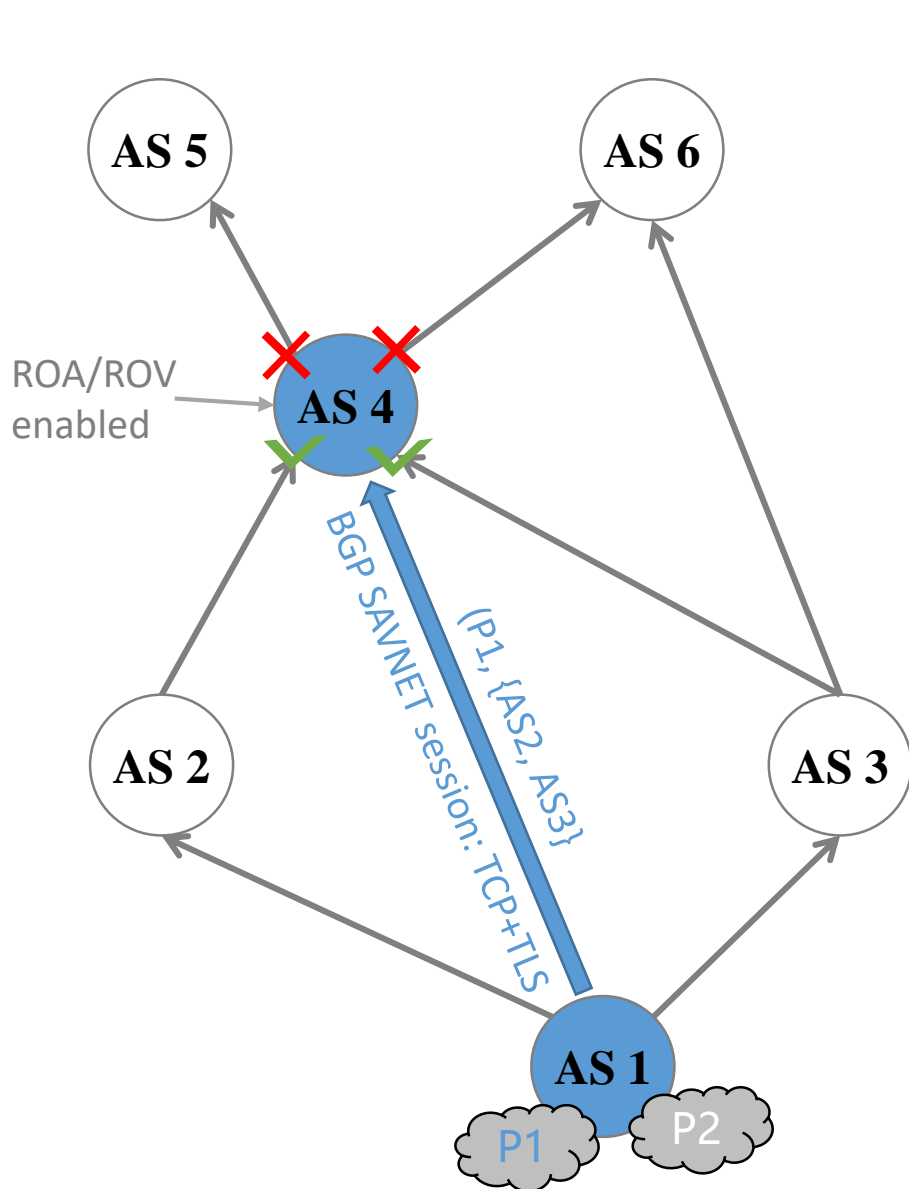 AS 5
AS 6
ROA/ROV
enabled
AS 4
BGP SAVNET session: TCP+TLS
(P1, {AS2, AS3}
AS 2
AS 3
AS 1
P1
P2